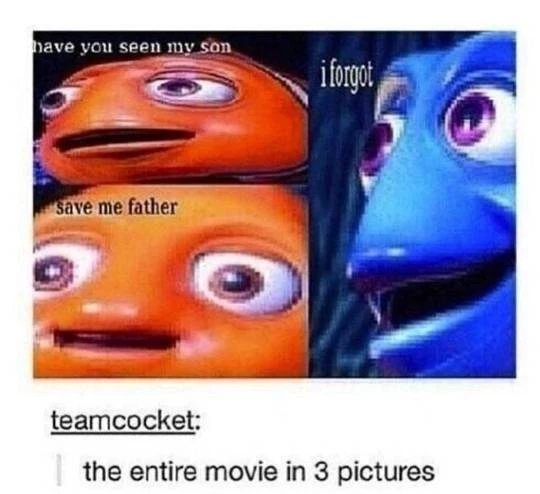 have you seen my son
i forgot
save me father
teamcocket:
the entire movie in 3 pictures